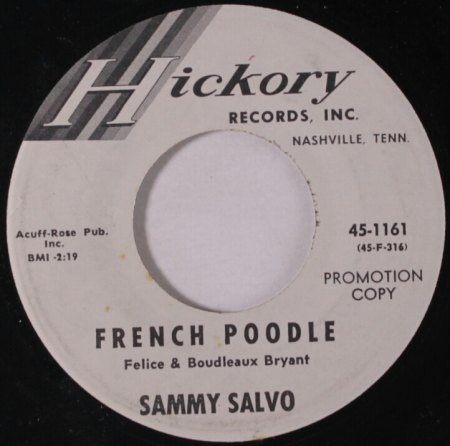 Hickory
RECORDS, INC.
NASHVILLE, TENN.
Acuff-Rose Pub.
Inc.
BMI -2:19
45-1161
(45-F-316)
PROMOTION
COPY
FRENCH POODLE
Felice & Boudleaux Bryant
SAMMY SALVO